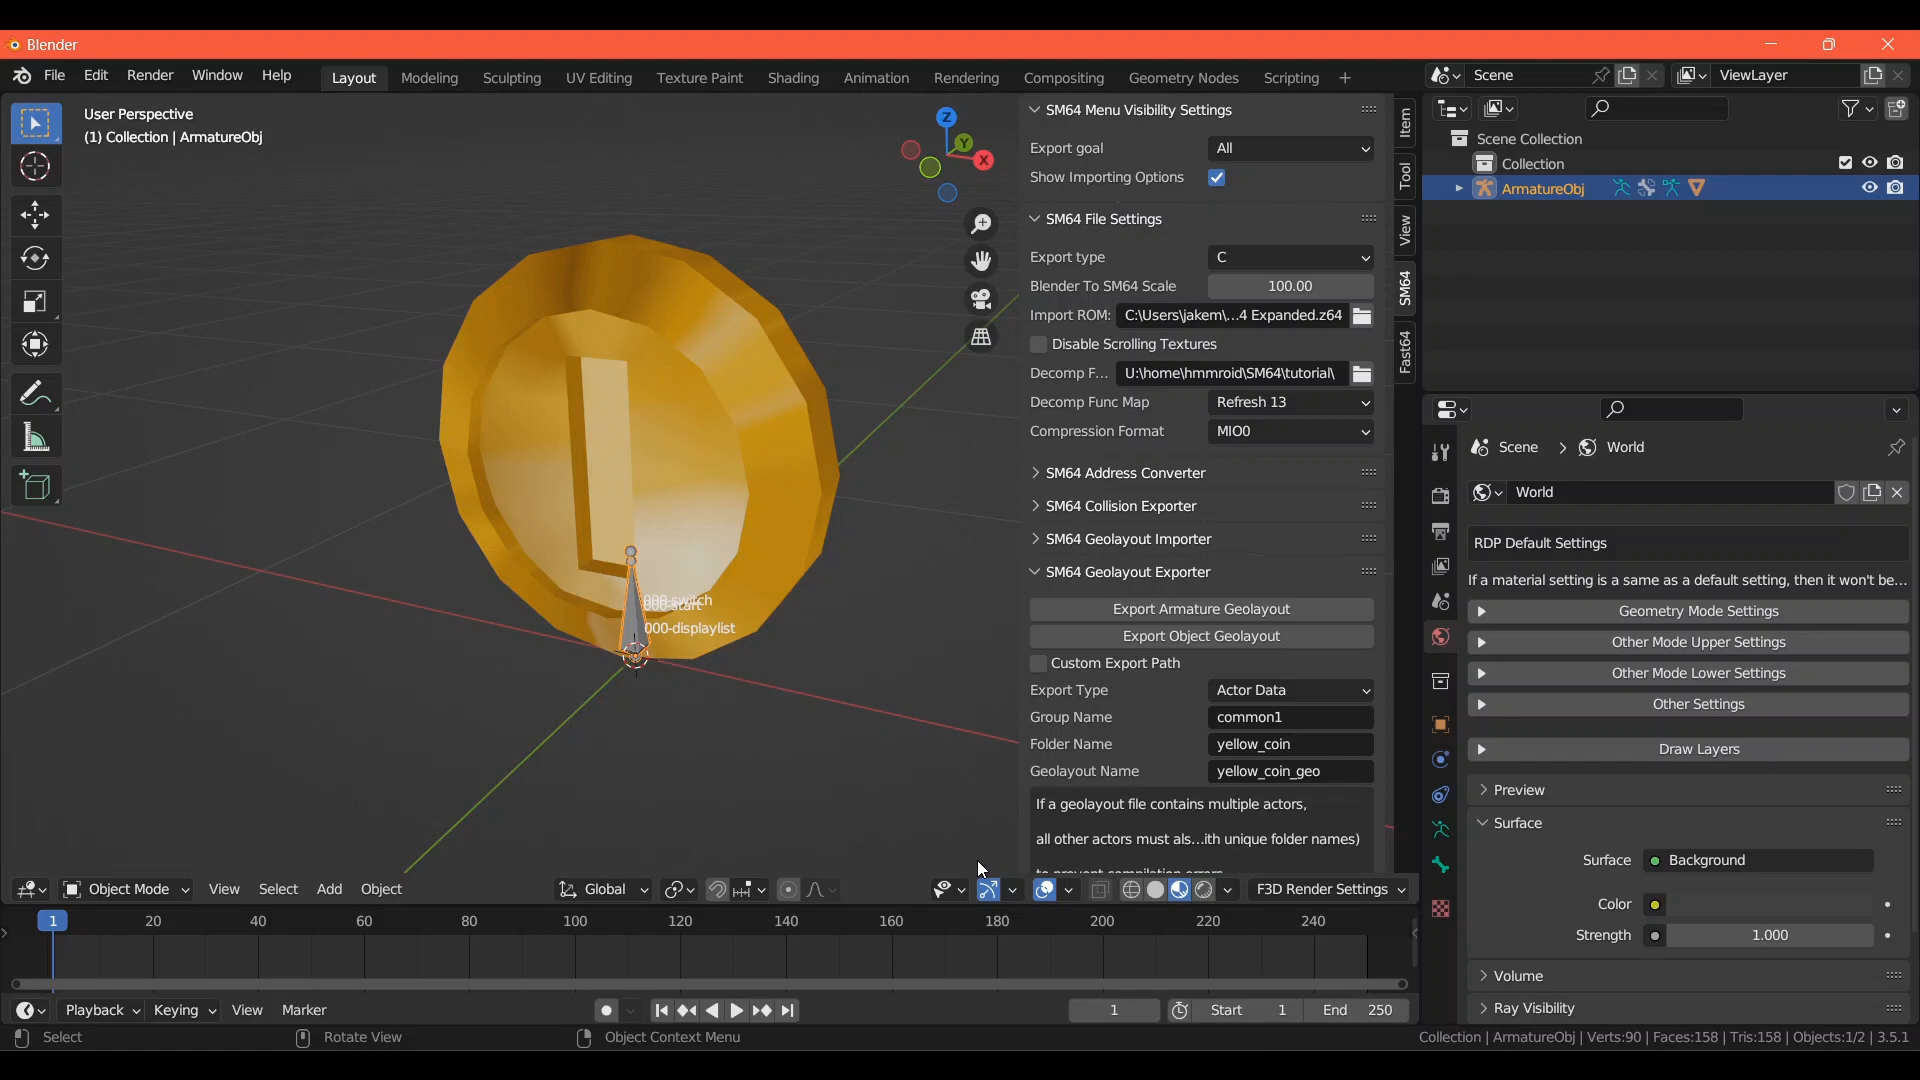 Blender
File Edit Render Window Help
Layout Modeling Sculpting UV Editing Texture Paint Shading Animation Rendering Compositing Geometry Nodes Scripting +
Scene
ViewLayer
User Perspective
(1) Collection | ArmatureObj
Z
Y
X
000-switch
000-displaylist
SM64 Menu Visibility Settings
Export goal All
Show Importing Options
SM64 File Settings
Export type C
Blender To SM64 Scale 100.00
Import ROM: C:\Users\jakem\...4 Expanded.z64
Disable Scrolling Textures
Decomp F... U:\home\hmmroid\SM64\tutorial\
Decomp Func Map Refresh 13
Compression Format MIO0
SM64 Address Converter
SM64 Collision Exporter
SM64 Geolayout Importer
SM64 Geolayout Exporter
Export Armature Geolayout
Export Object Geolayout
Custom Export Path
Export Type Actor Data
Group Name common1
Folder Name yellow_coin
Geolayout Name yellow_coin_geo
If a geolayout file contains multiple actors,
all other actors must als...ith unique folder names)
Item
Tool
View
SM64
Fast64
Scene Collection
Collection
ArmatureObj
Scene > World
World
RDP Default Settings
If a material setting is a same as a default setting, then it won't be...
Geometry Mode Settings
Other Mode Upper Settings
Other Mode Lower Settings
Other Settings
Draw Layers
Preview
Surface
Surface Background
Color
Strength 1.000
Volume
Ray Visibility
Object Mode View Select Add Object Global F3D Render Settings
1 20 40 60 80 100 120 140 160 180 200 220 240
Playback Keying View Marker 1 Start 1 End 250
Select Rotate View Object Context Menu Collection | ArmatureObj | Verts:90 | Faces:158 | Tris:158 | Objects:1/2 | 3.5.1